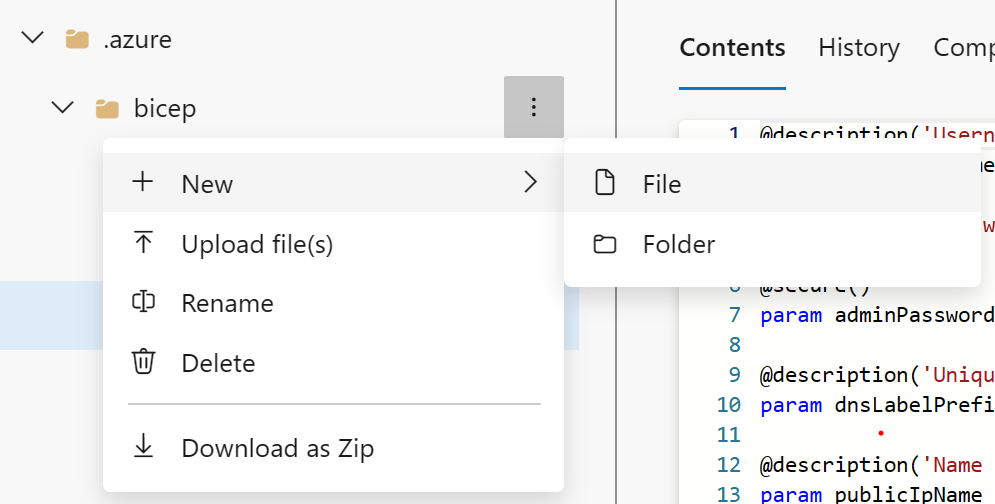 .azure
bicep
New
Upload file(s)
Rename
Delete
Download as Zip
File
Folder
Contents History
1 @description('Usern
6 @secure()
7 param adminPassword
8
9 @description('Uniqu
10 param dnsLabelPrefi
11
12 @description('Name
13 param publicIpName